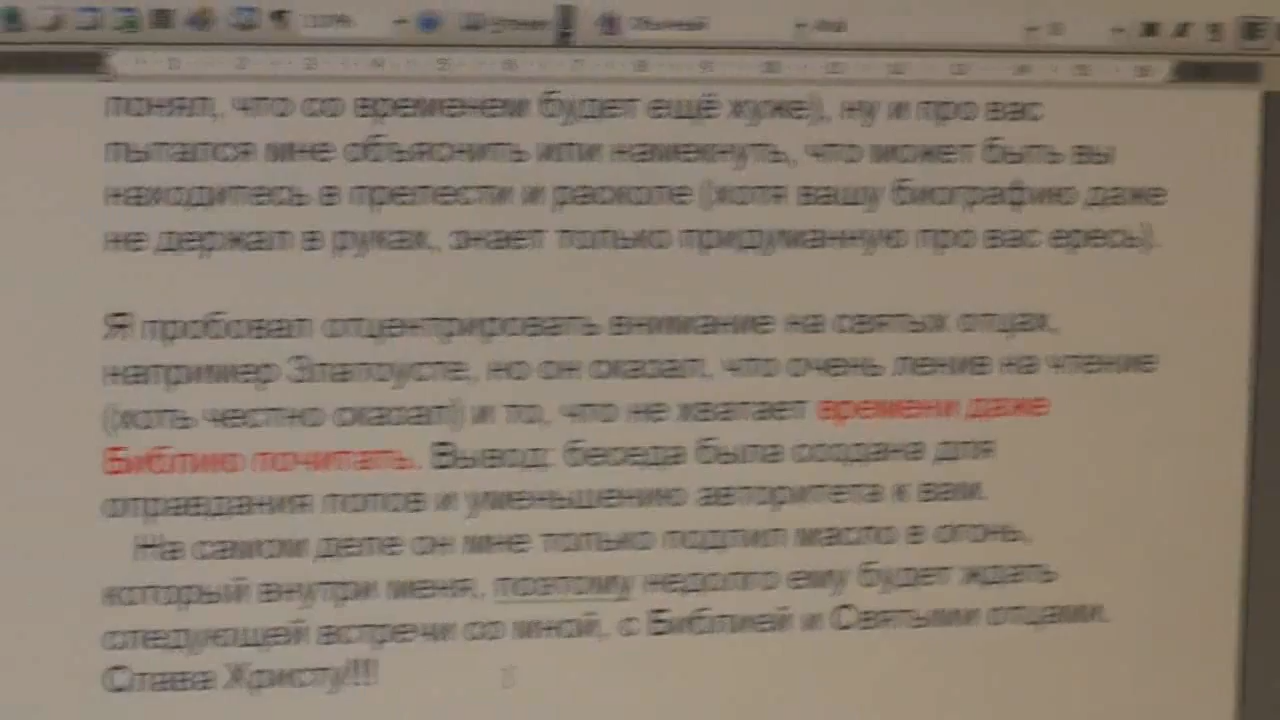 110%
Обычный
понял, что со временем будет ещё хуже), ну и про вас
пытался мне объяснить или намекнуть, что может быть вы
находитесь в прелести и расколе (хотя вашу биографию даже
не держал в руках, знает только придуманную про вас ересь).
Я пробовал отцентрировать внимание на святых отцах,
например Златоусте, но он сказал, что очень ленив на чтение
(хоть честно сказал) и то, что не хватает времени даже
Библию почитать. Вывод: беседа была создана для
оправдания попов и уменьшению авторитета к вам.
На самом деле он мне только подлил масло в огонь,
который внутри меня, поэтому недолго ему будет ждать
следующей встречи со мной, с Библией и Святыми отцами.
Слава Христу!!!